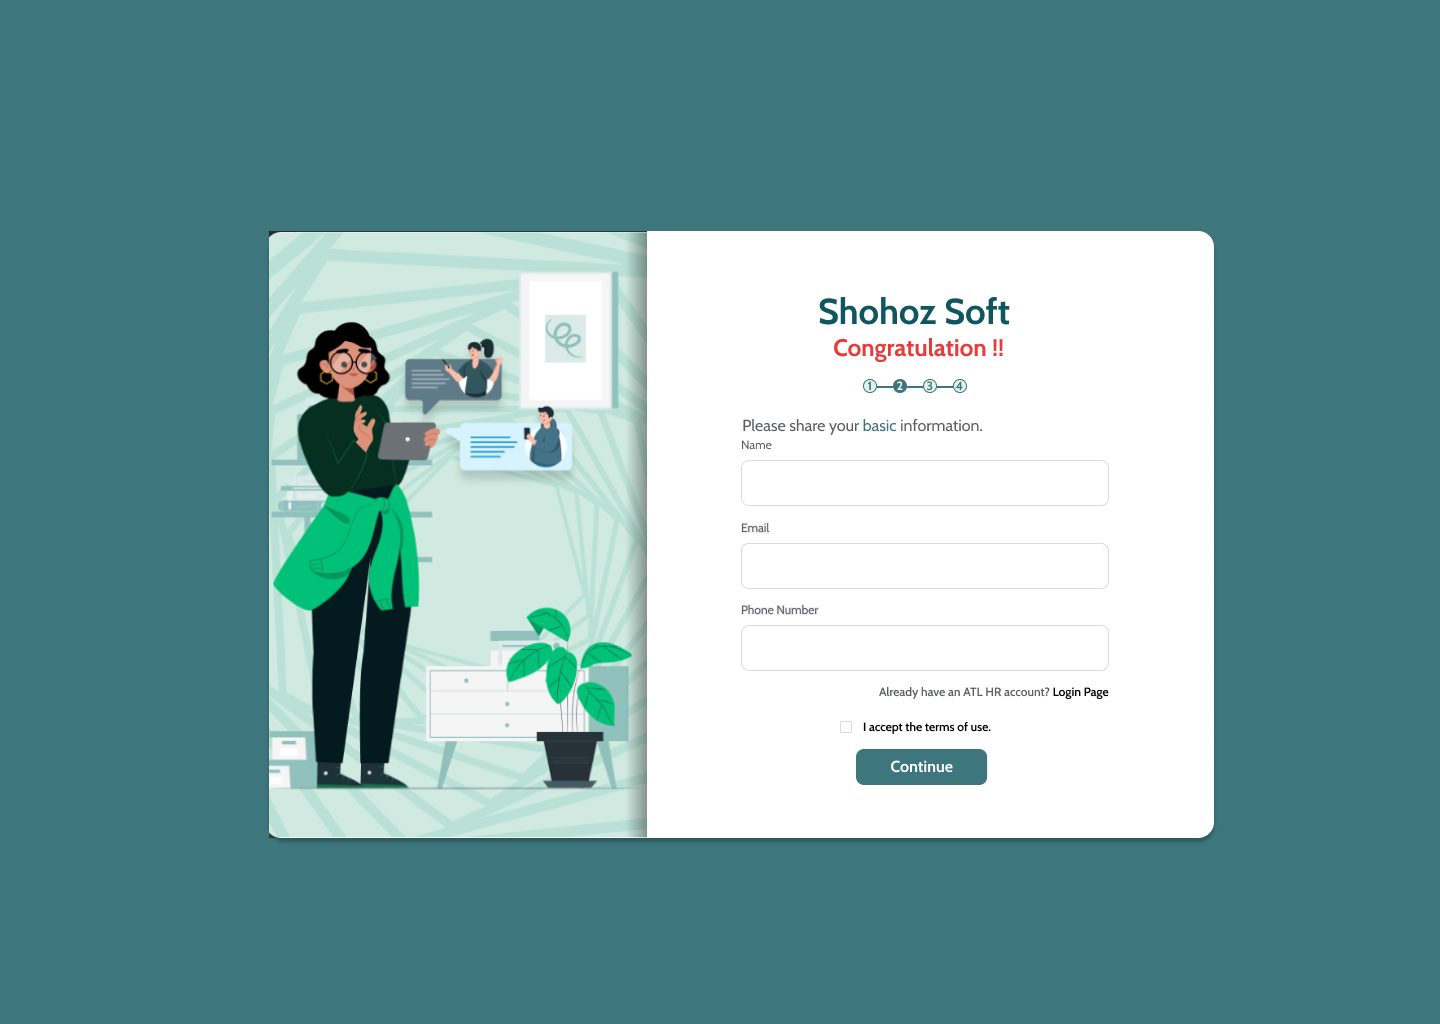 Shohoz Soft
Congratulation !!
1 2 3 4
Please share your basic information.
Name
Email
Phone Number
Already have an ATL HR account? Login Page
I accept the terms of use.
Continue